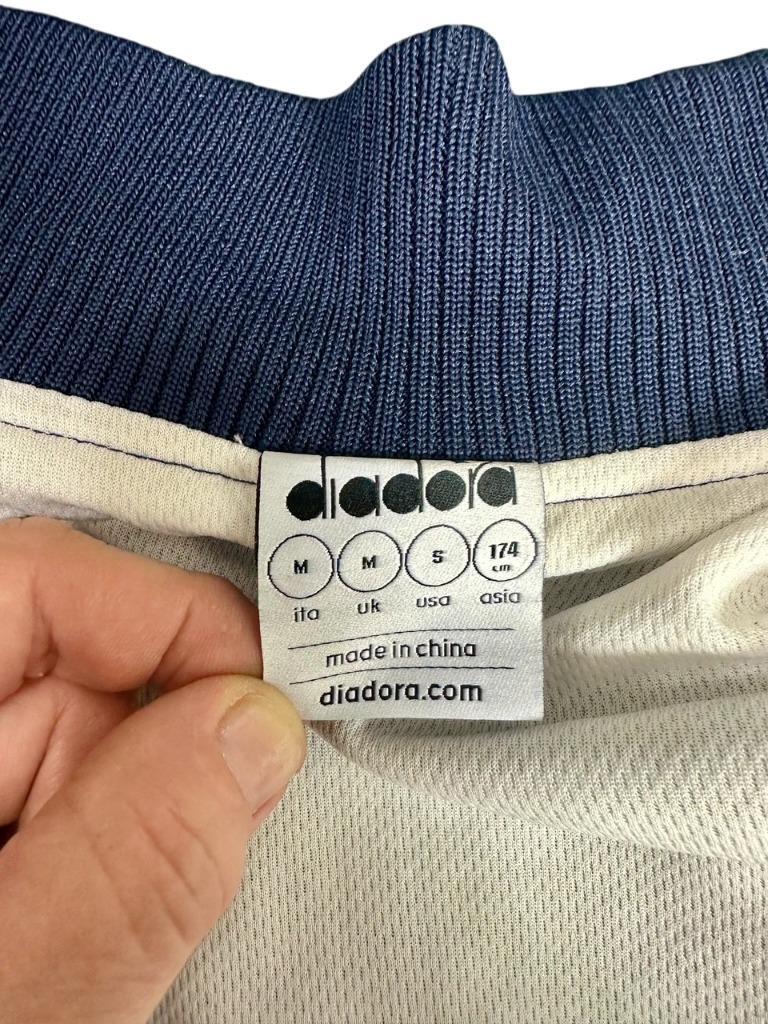 diadora
M M S 174 cm
ita uk usa asia
made in china
diadora.com